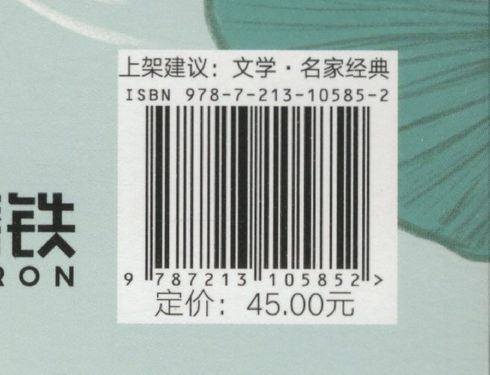 上架建议：文学·名家经典
ISBN 978-7-213-10585-2
铁
RON
9 787213 105852 >
定价：45.00元